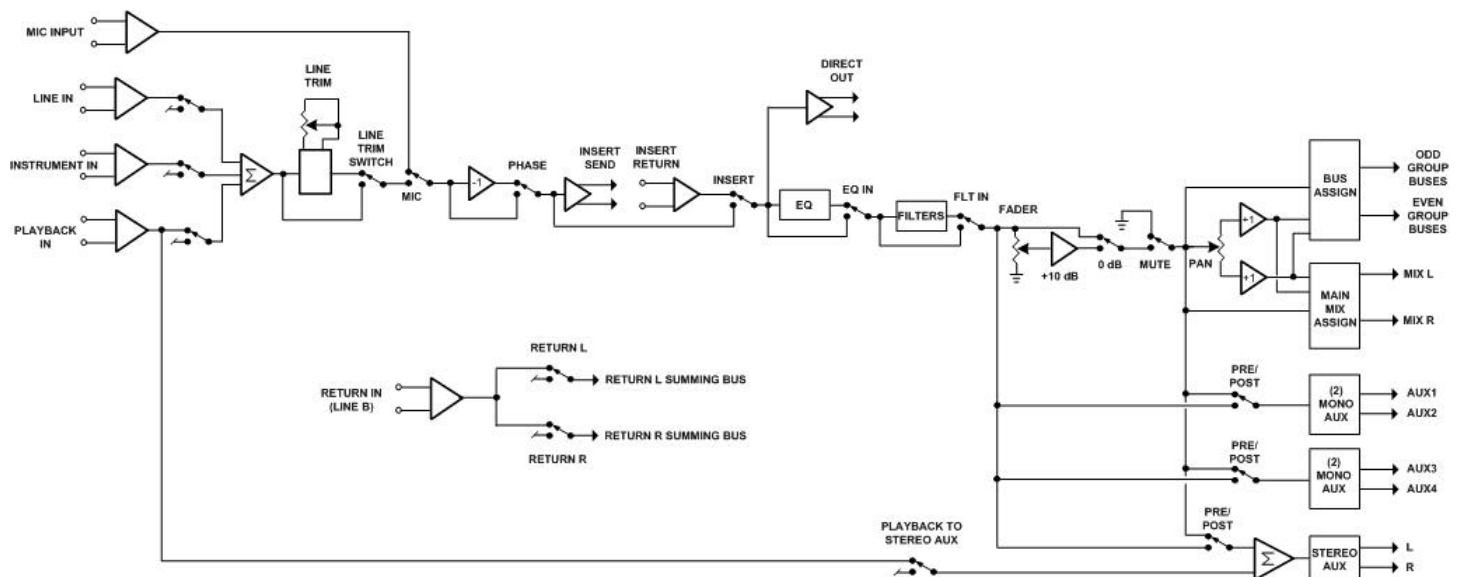 MIC INPUT
LINE IN
INSTRUMENT IN
PLAYBACK
IN
Σ
LINE
TRIM
LINE
TRIM
SWITCH
MIC
-1
PHASE
INSERT
SEND
INSERT
RETURN
INSERT
DIRECT
OUT
EQ
EQ IN
FILTERS
FLT IN
FADER
+10 dB
0 dB
MUTE
PAN
+1
+1
BUS
ASSIGN
ODD
GROUP
BUSES
EVEN
GROUP
BUSES
MAIN
MIX
ASSIGN
MIX L
MIX R
RETURN IN
(LINE B)
RETURN L
RETURN L SUMMING BUS
RETURN R SUMMING BUS
RETURN R
PRE/
POST
(2)
MONO
AUX
AUX1
AUX2
PRE/
POST
(2)
MONO
AUX
AUX3
AUX4
PLAYBACK TO
STEREO AUX
PRE/
POST
Σ
STEREO
AUX
L
R